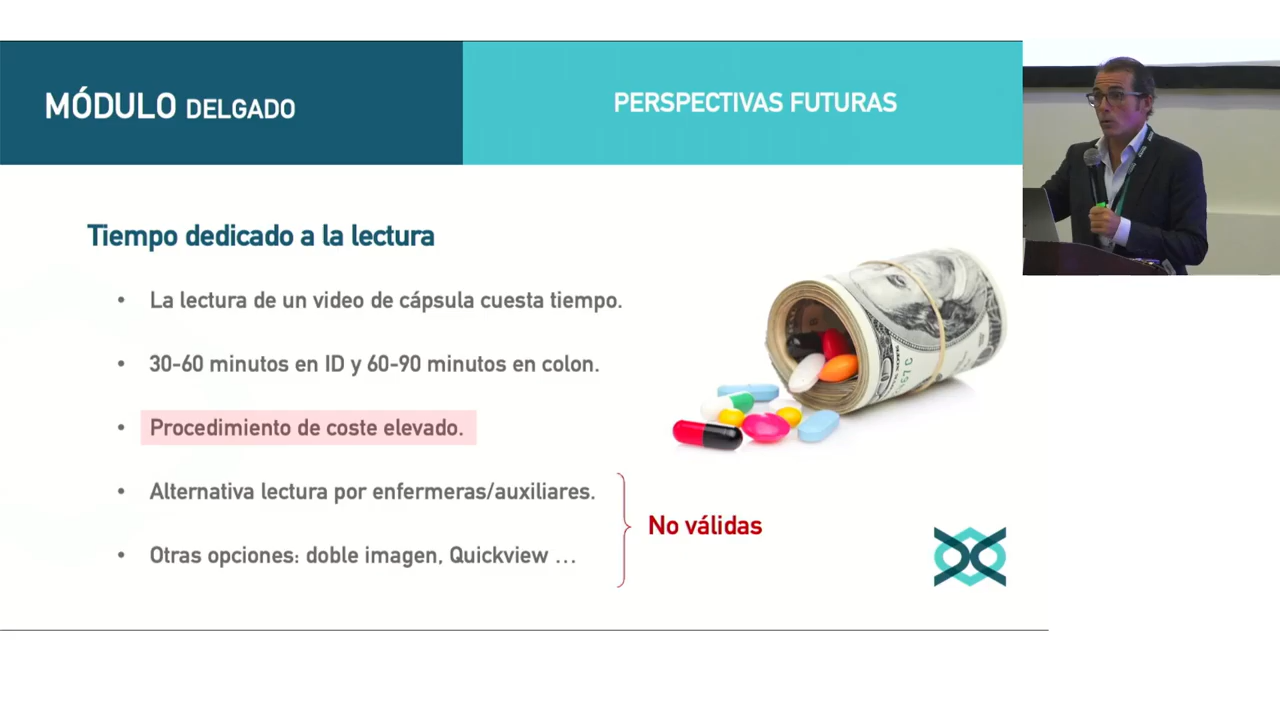 MÓDULO DELGADO
PERSPECTIVAS FUTURAS
Tiempo dedicado a la lectura
• La lectura de un video de cápsula cuesta tiempo.
• 30-60 minutos en ID y 60-90 minutos en colon.
• Procedimiento de coste elevado.
• Alternativa lectura por enfermeras/auxiliares.
• Otras opciones: doble imagen, Quickview ...
No válidas